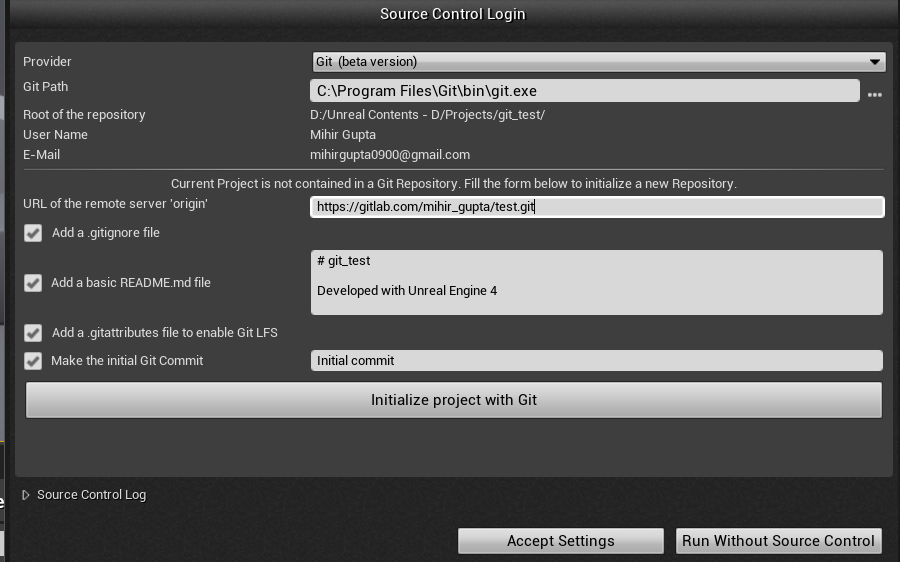 Source Control Login
Provider
Git (beta version)
Git Path
C:\Program Files\Git\bin\git.exe
...
Root of the repository
D:/Unreal Contents - D/Projects/git_test/
User Name
Mihir Gupta
E-Mail
mihirgupta0900@gmail.com
Current Project is not contained in a Git Repository. Fill the form below to initialize a new Repository.
URL of the remote server 'origin'
https://gitlab.com/mihir_gupta/test.git
Add a .gitignore file
Add a basic README.md file
# git_test
Developed with Unreal Engine 4
Add a .gitattributes file to enable Git LFS
Make the initial Git Commit
Initial commit
Initialize project with Git
Source Control Log
Accept Settings
Run Without Source Control